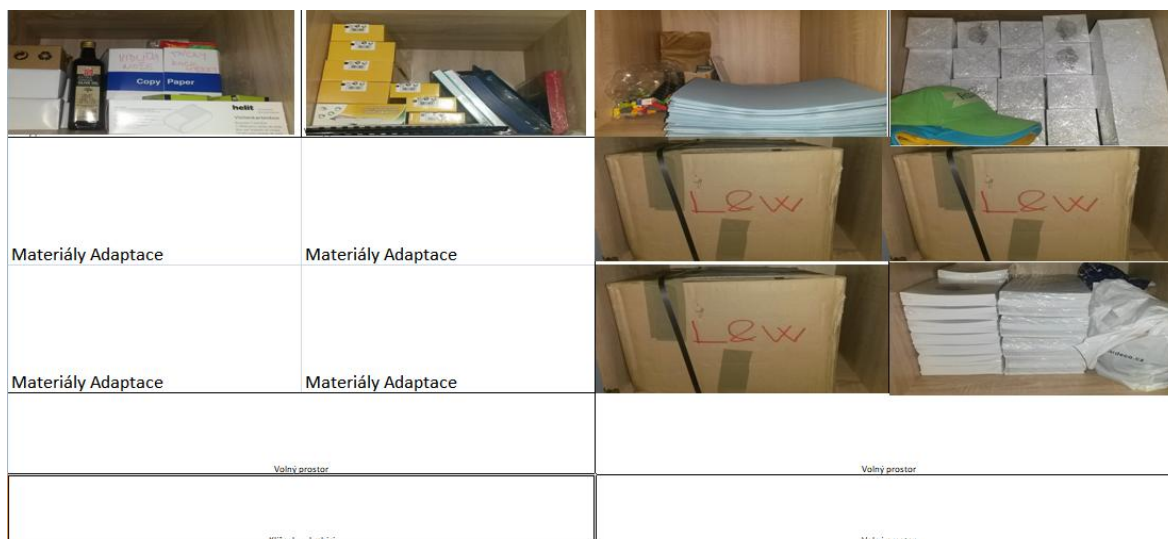 Copy Paper
helit
L&W
L&W
Materiály Adaptace
Materiály Adaptace
L&W
Materiály Adaptace
Materiály Adaptace
Volný prostor
Volný prostor